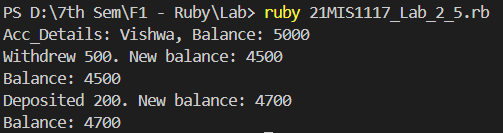 PS D:\7th Sem\F1 - Ruby\Lab> ruby 21MIS1117_Lab_2_5.rb
Acc_Details: Vishwa, Balance: 5000
Withdrew 500. New balance: 4500
Balance: 4500
Deposited 200. New balance: 4700
Balance: 4700